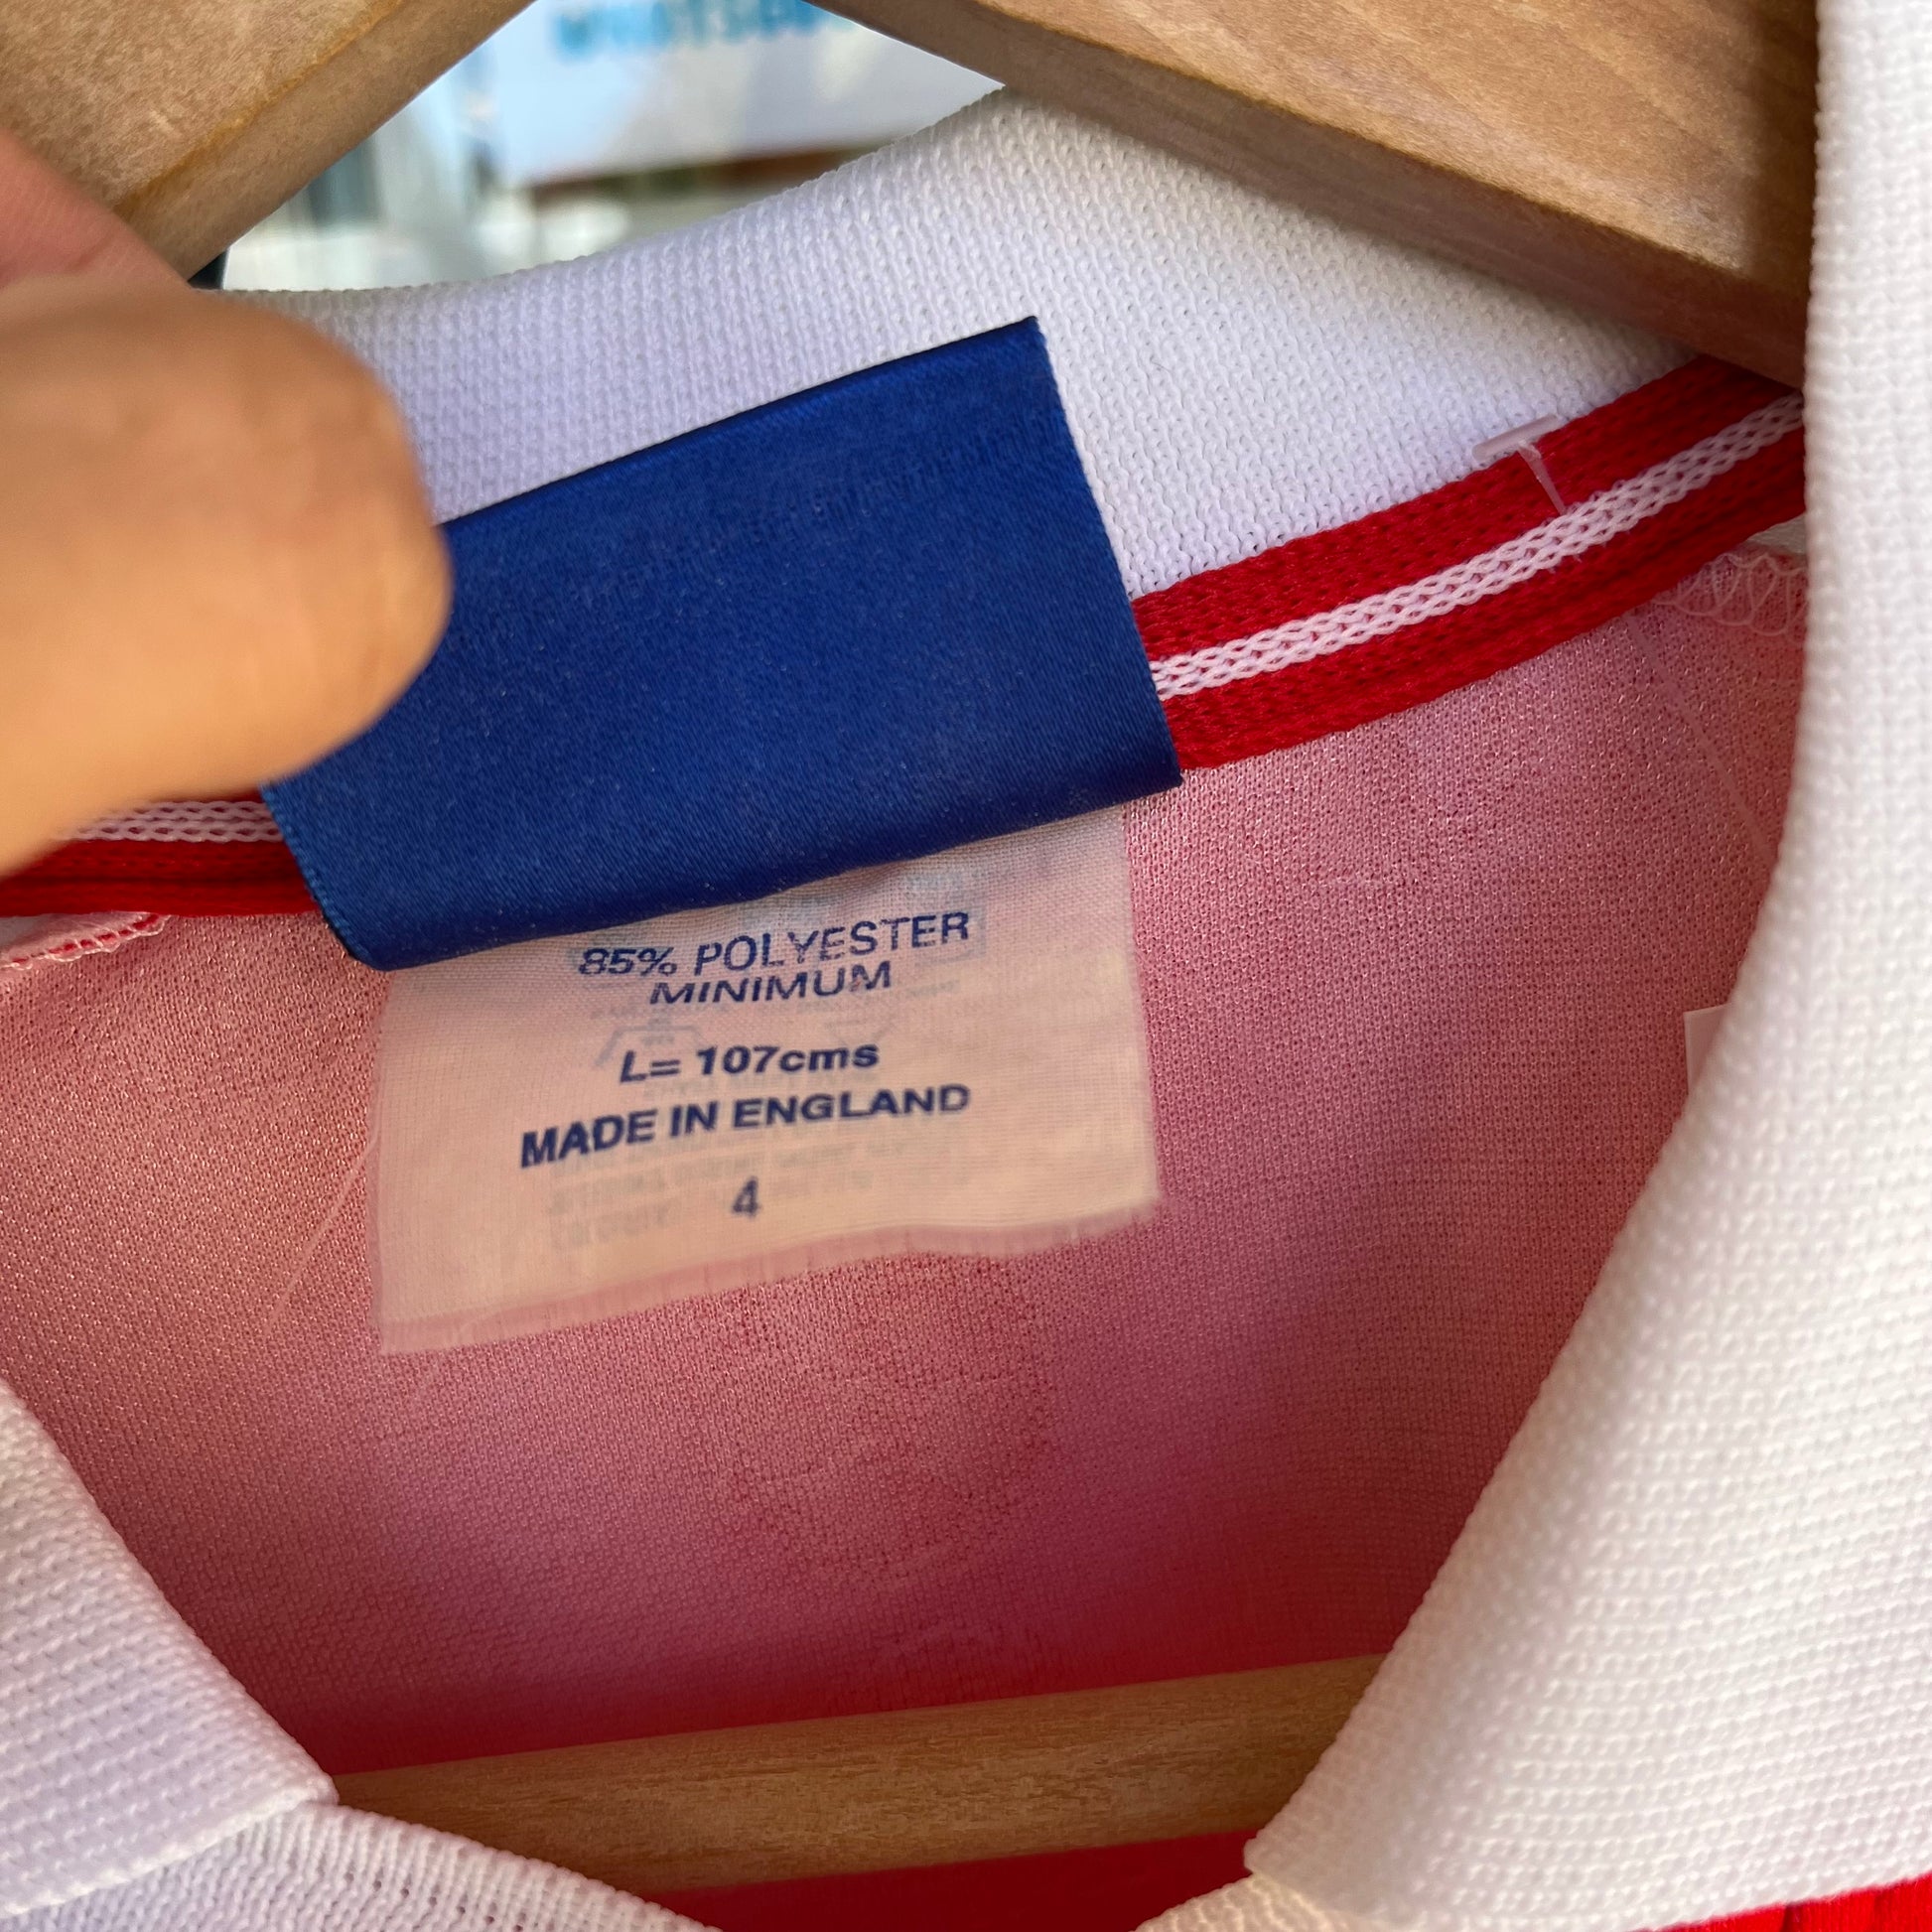 85% POLYESTER
MINIMUM
L= 107cms
MADE IN ENGLAND
4